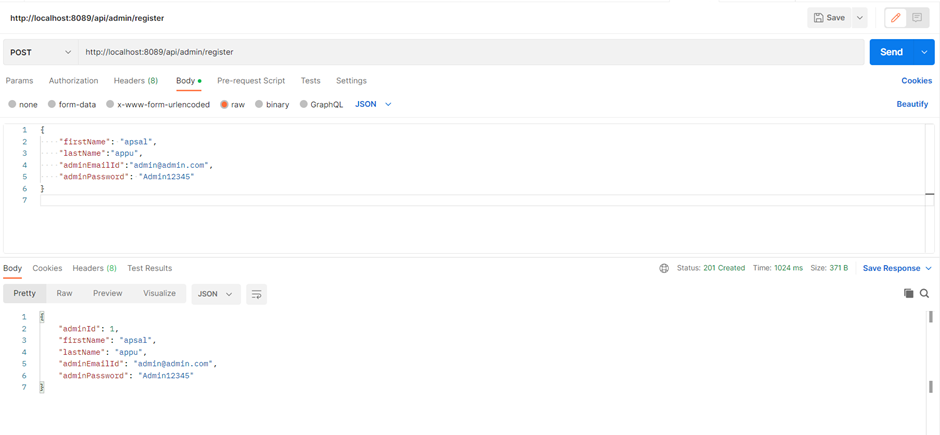 http://localhost:8089/api/admin/register
Save
POST
http://localhost:8089/api/admin/register
Send
Params Authorization Headers (8) Body Pre-request Script Tests Settings Cookies
none form-data x-www-form-urlencoded raw binary GraphQL JSON Beautify
1 {
2 ····"firstName": "apsal",
3 ····"lastName":"appu",
4 ····"adminEmailId":"admin@admin.com",
5 ····"adminPassword": "Admin12345"
6 }
7
Body Cookies Headers (8) Test Results Status: 201 Created Time: 1024 ms Size: 371 B Save Response
Pretty Raw Preview Visualize JSON
1 {
2 "adminId": 1,
3 "firstName": "apsal",
4 "lastName": "appu",
5 "adminEmailId": "admin@admin.com",
6 "adminPassword": "Admin12345"
7 }